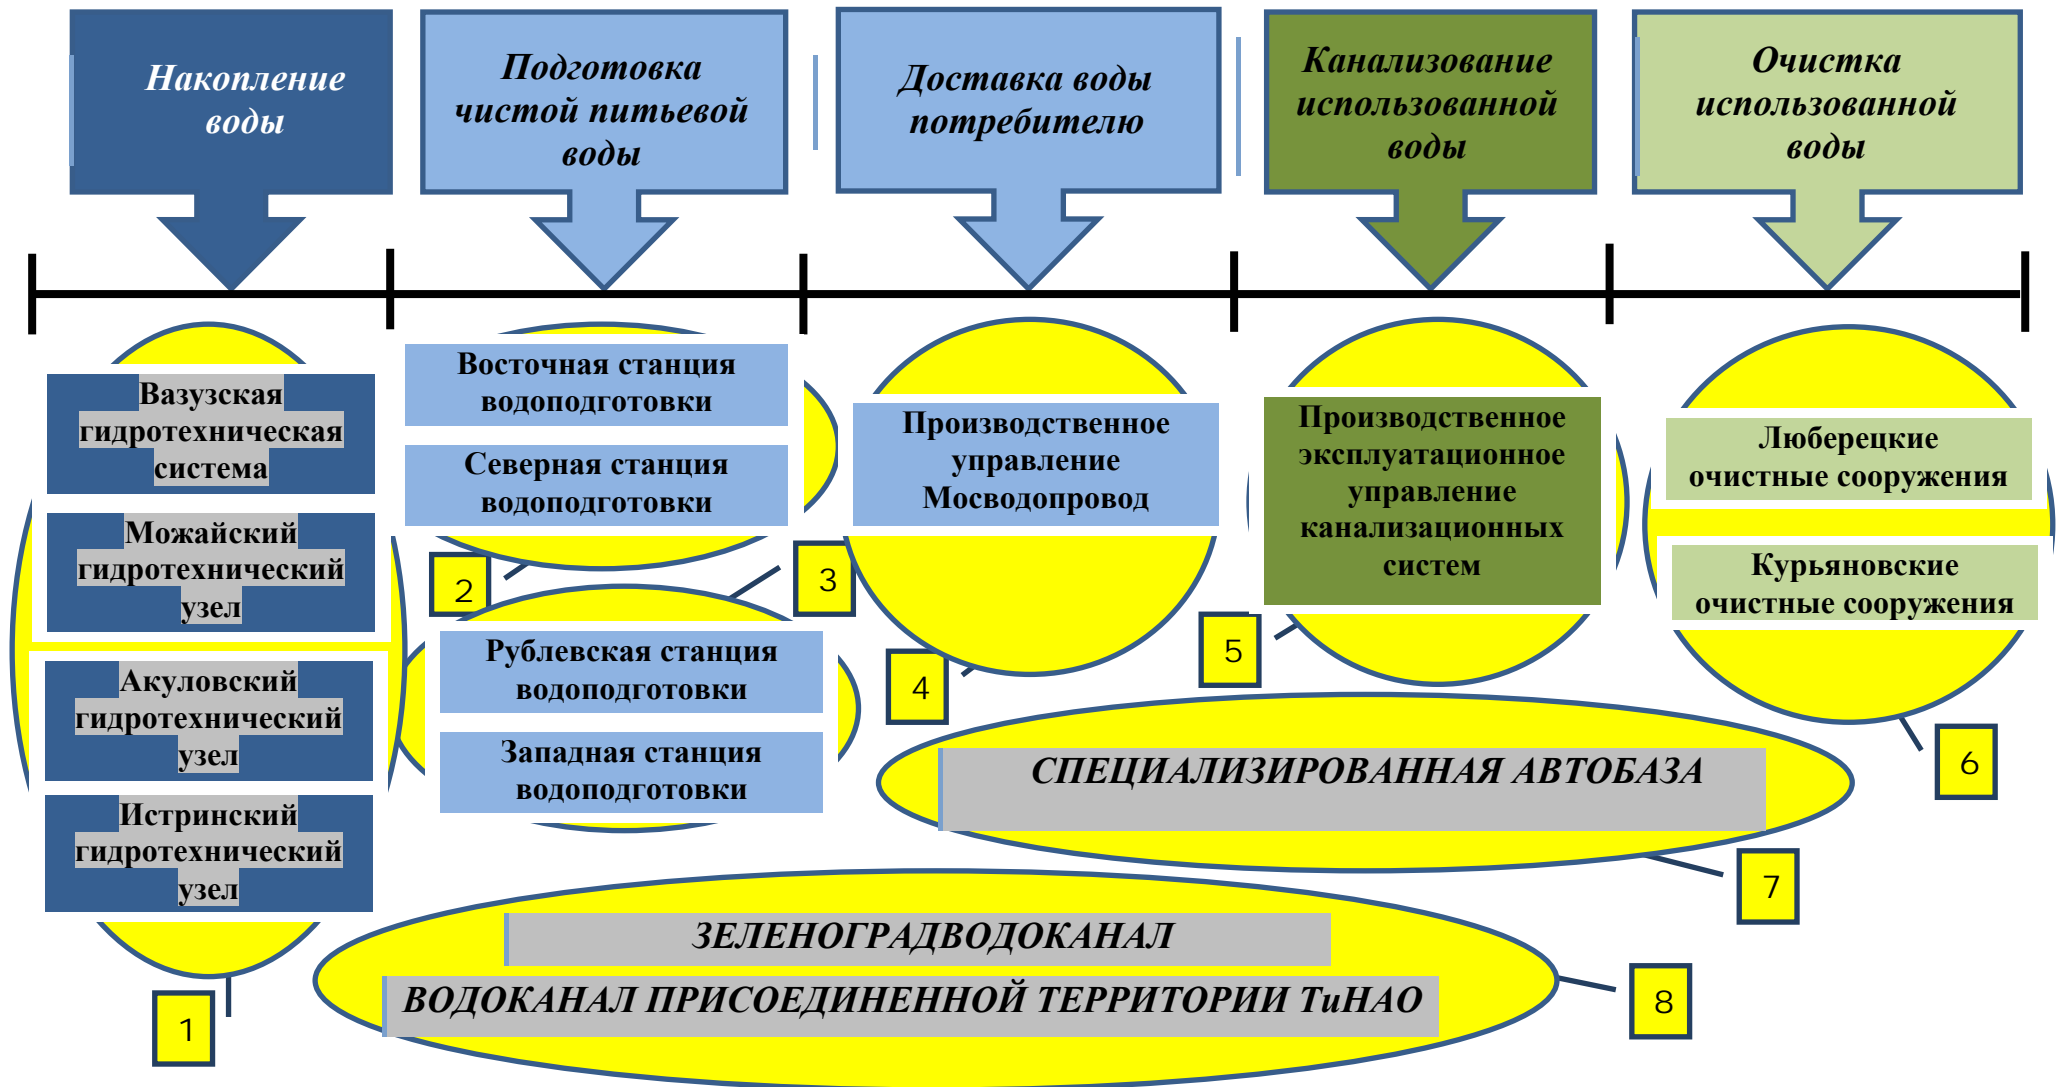 Накопление
воды
Подготовка
чистой питьевой
воды
Доставка воды
потребителю
Канализование
использованной
воды
Очистка
использованной
воды
Вазузская
гидротехническая
система
Можайский
гидротехнический
узел
Акуловский
гидротехнический
узел
Истринский
гидротехнический
узел
1
Восточная станция
водоподготовки
Северная станция
водоподготовки
2
3
Рублевская станция
водоподготовки
Западная станция
водоподготовки
Производственное
управление
Мосводопровод
4
Производственное
эксплуатационное
управление
канализационных
систем
5
Люберецкие
очистные сооружения
Курьяновские
очистные сооружения
6
СПЕЦИАЛИЗИРОВАННАЯ АВТОБАЗА
7
ЗЕЛЕНОГРАДВОДОКАНАЛ
ВОДОКАНАЛ ПРИСОЕДИНЕННОЙ ТЕРРИТОРИИ ТиНАО
8